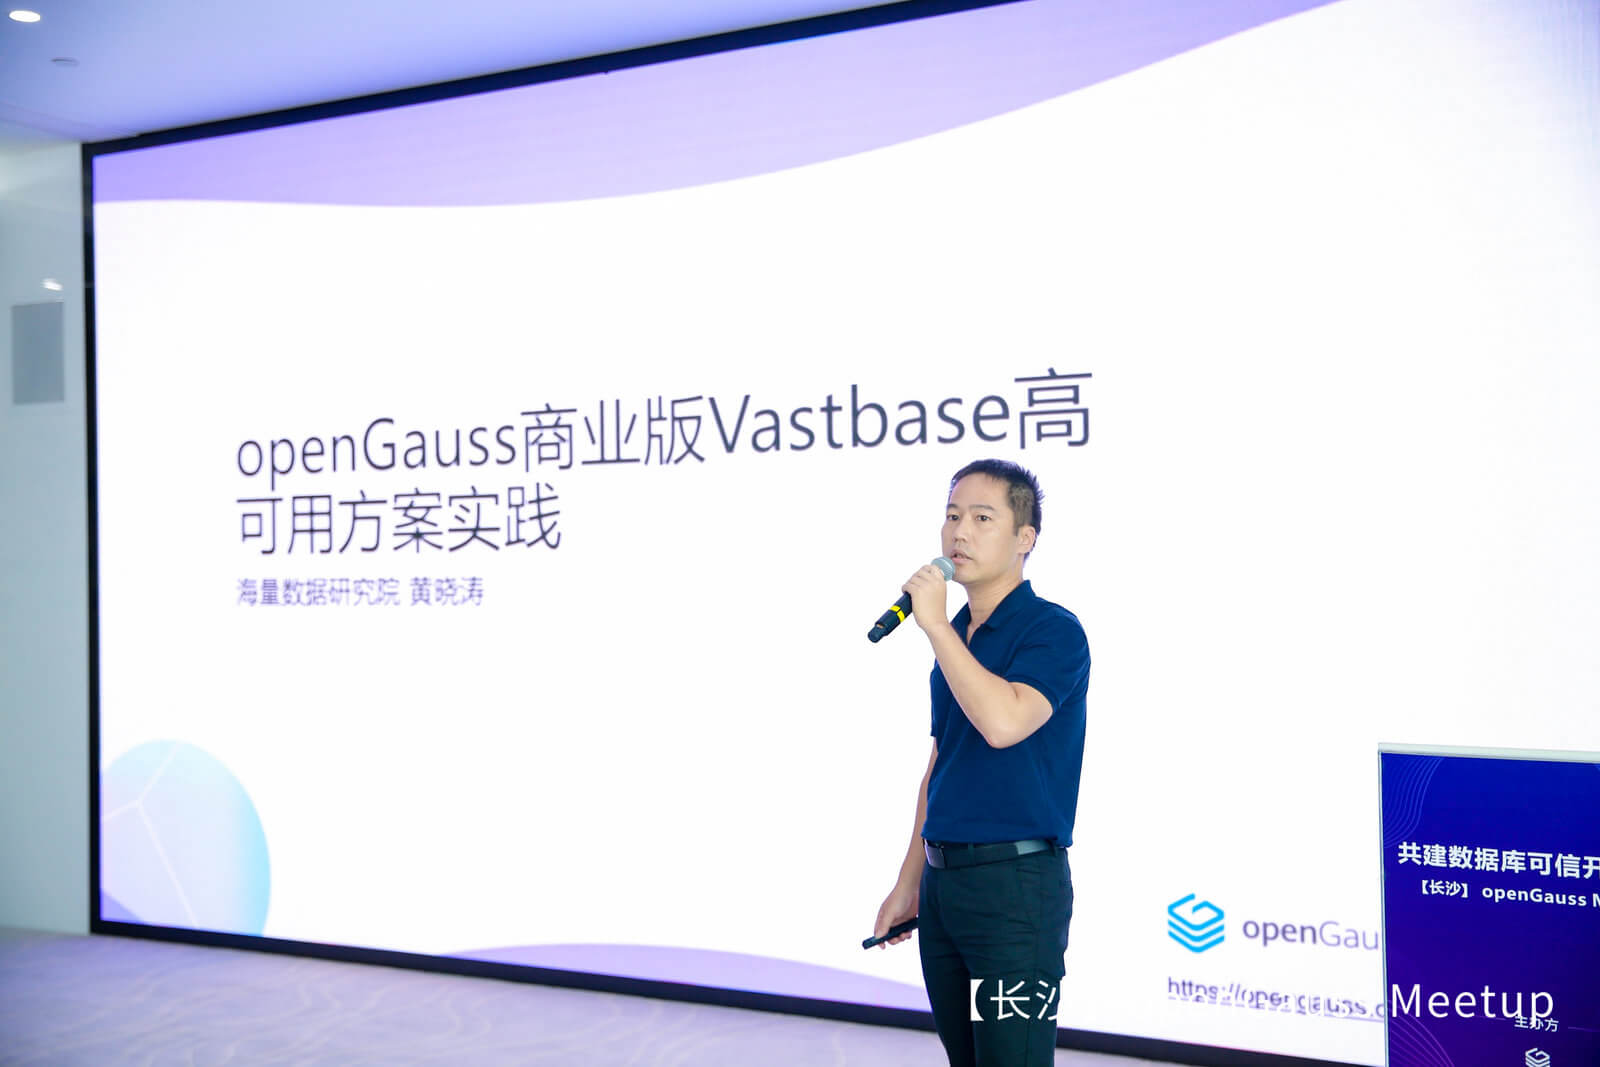 openGauss商业版Vastbase高
可用方案实践
海量数据研究院 黄晓涛
openGau
https://opengauss.
共建数据库可信开
【长沙】 openGauss M
主办方
【长沙 Meetup